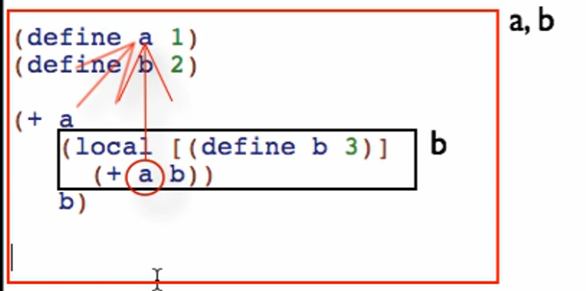 (define a 1)
(define b 2)
(+ a
(local [(define b 3)]
(+ a b))
b)
a, b
b